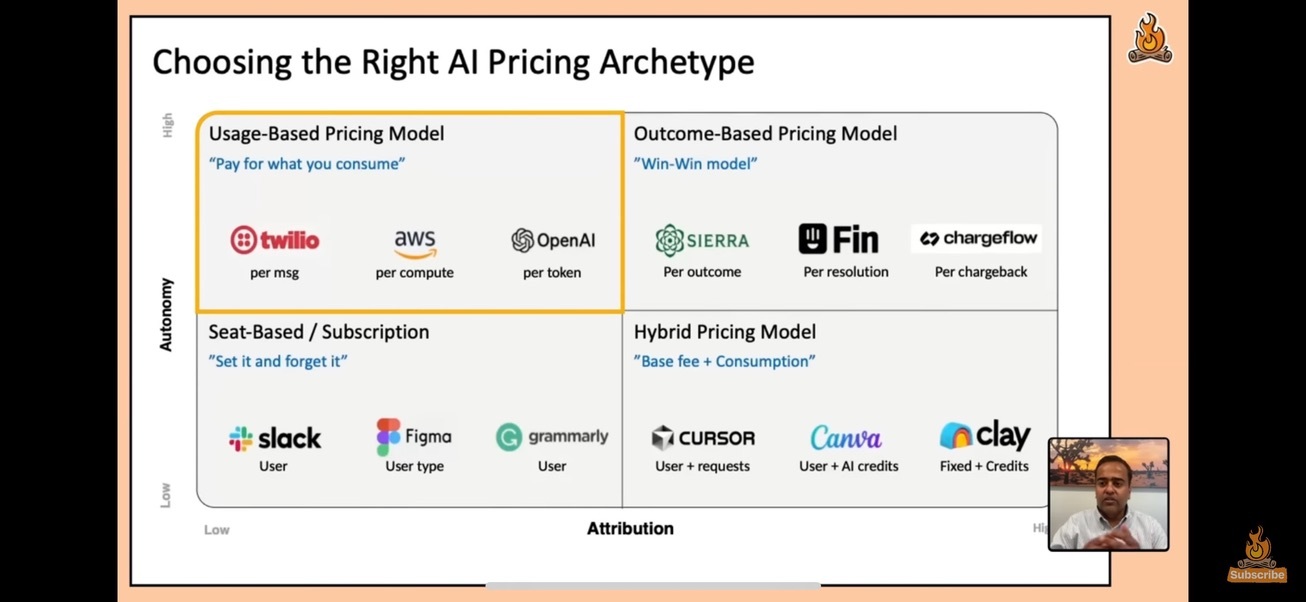 Choosing the Right AI Pricing Archetype
High
Usage-Based Pricing Model
“Pay for what you consume”
twilio
aws
OpenAI
per msg
per compute
per token
Outcome-Based Pricing Model
”Win-Win model”
SIERRA
Fin
chargeflow
Per outcome
Per resolution
Per chargeback
Autonomy
Seat-Based / Subscription
”Set it and forget it”
slack
Figma
grammarly
User
User type
User
Hybrid Pricing Model
”Base fee + Consumption”
CURSOR
Canva
clay
User + requests
User + AI credits
Fixed + Credits
Low
Low
Attribution
Subscribe